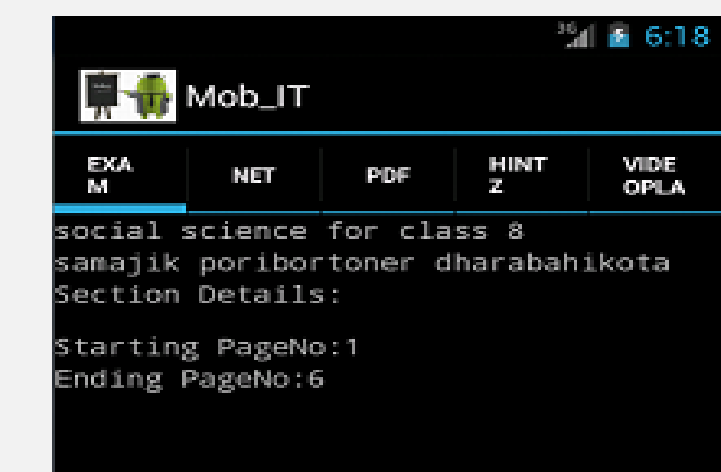 3G 6:18
Mob_IT
EXA
M
NET
PDF
HINT
Z
VIDE
OPLA
social science for class 8
samajik poribortoner dharabahikota
Section Details:
Starting PageNo:1
Ending PageNo:6